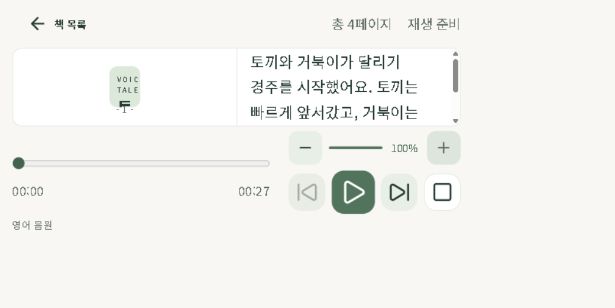 책 목록
총 4페이지 재생 준비
VOIC
TALE
토끼와 거북이가 달리기
경주를 시작했어요. 토끼는
빠르게 앞서갔고, 거북이는
100%
00:00 00:27
영어 음원